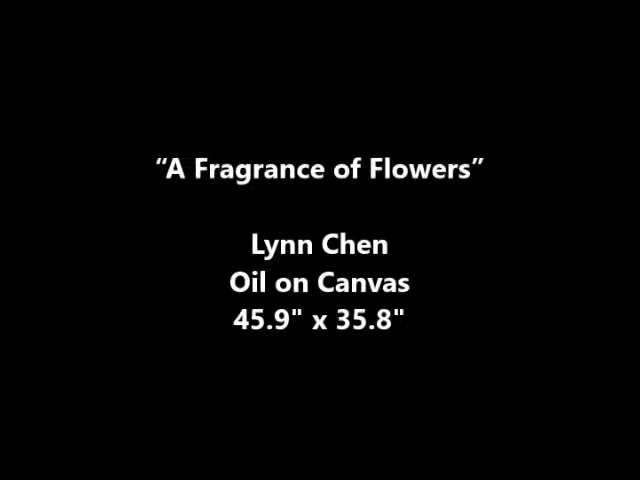 “A Fragrance of Flowers”
Lynn Chen
Oil on Canvas
45.9" x 35.8"